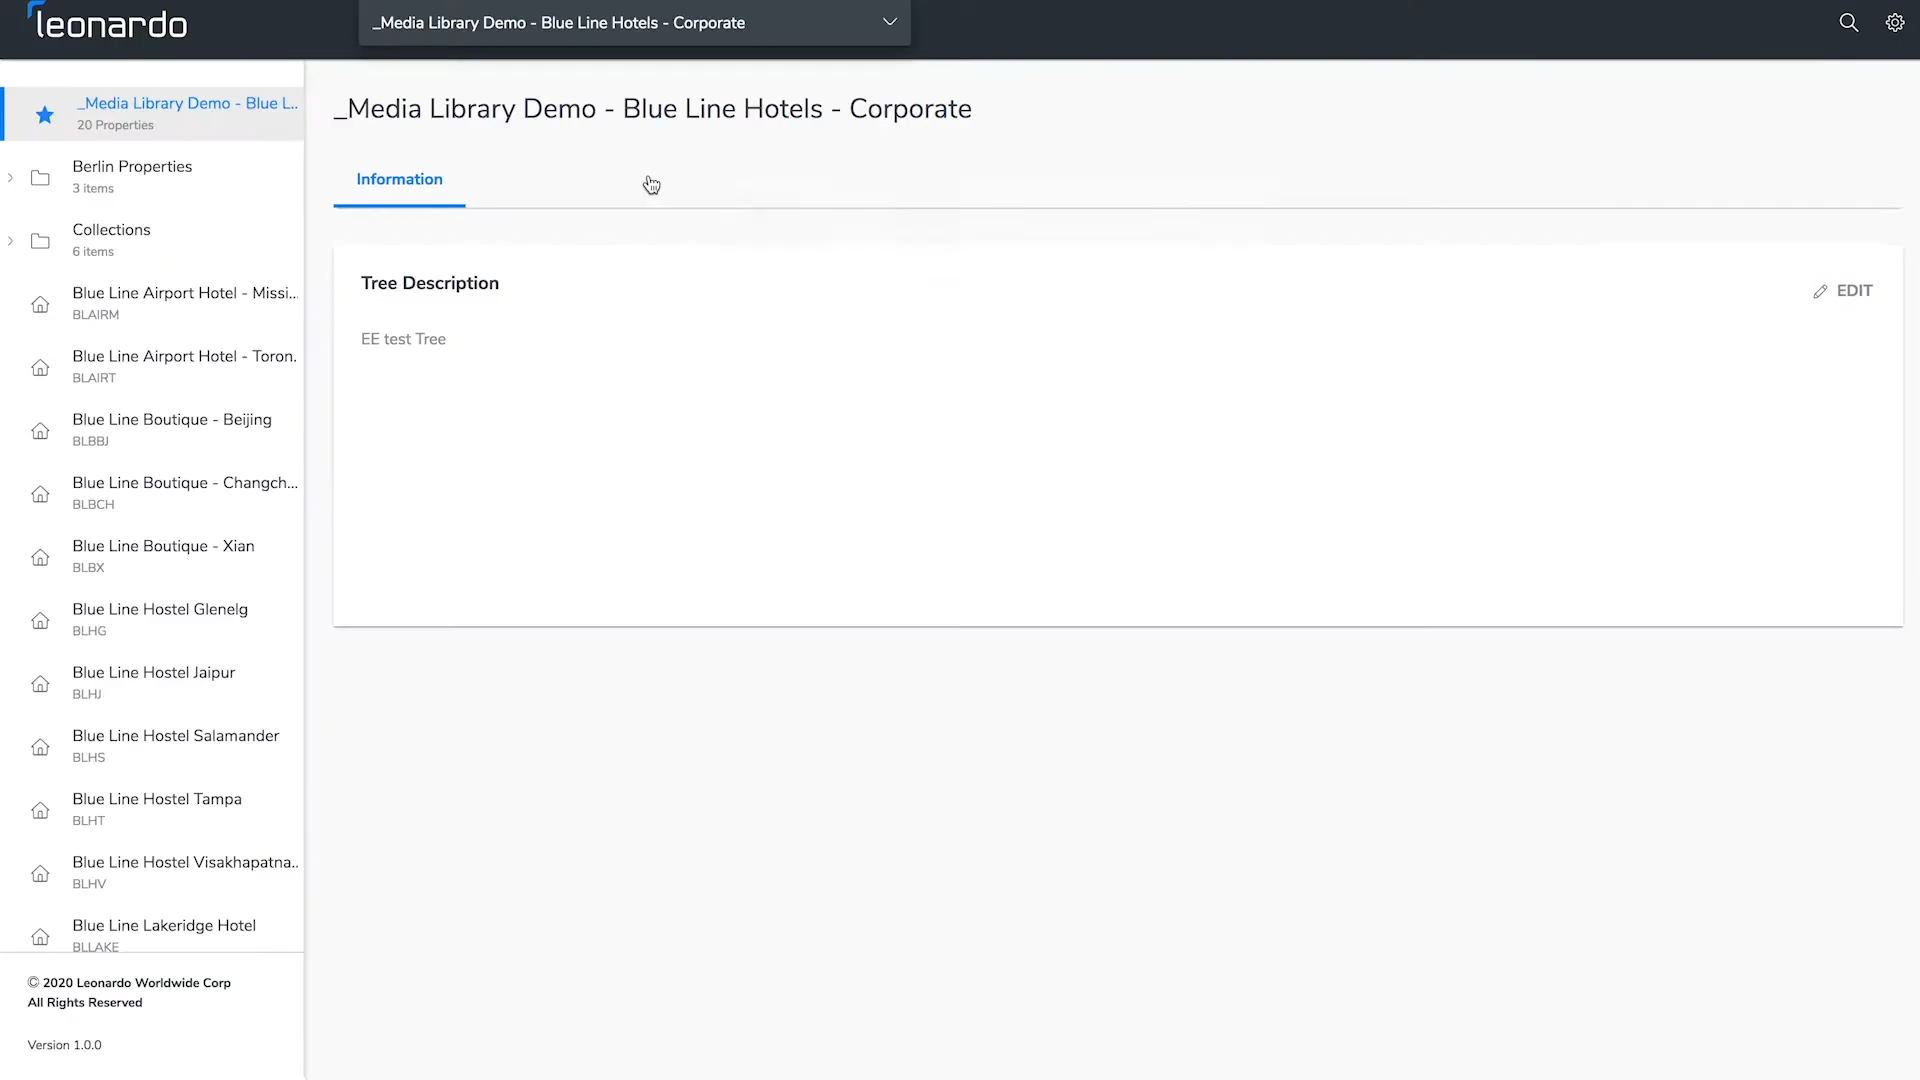 leonardo
_Media Library Demo - Blue Line Hotels - Corporate
_Media Library Demo - Blue L..
20 Properties
Berlin Properties
3 items
Collections
6 items
Blue Line Airport Hotel - Missi...
BLAIRM
Blue Line Airport Hotel - Toron.
BLAIRT
Blue Line Boutique - Beijing
BLBBJ
Blue Line Boutique - Changch...
BLBCH
Blue Line Boutique - Xian
BLBX
Blue Line Hostel Glenelg
BLHG
Blue Line Hostel Jaipur
BLHJ
Blue Line Hostel Salamander
BLHS
Blue Line Hostel Tampa
BLHT
Blue Line Hostel Visakhapatna..
BLHV
Blue Line Lakeridge Hotel
BLLAKE
© 2020 Leonardo Worldwide Corp
All Rights Reserved
Version 1.0.0
_Media Library Demo - Blue Line Hotels - Corporate
Information
Tree Description
EDIT
EE test Tree